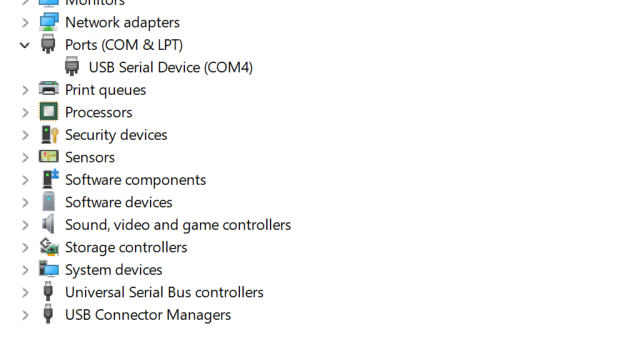 Monitors
Network adapters
Ports (COM & LPT)
USB Serial Device (COM4)
Print queues
Processors
Security devices
Sensors
Software components
Software devices
Sound, video and game controllers
Storage controllers
System devices
Universal Serial Bus controllers
USB Connector Managers